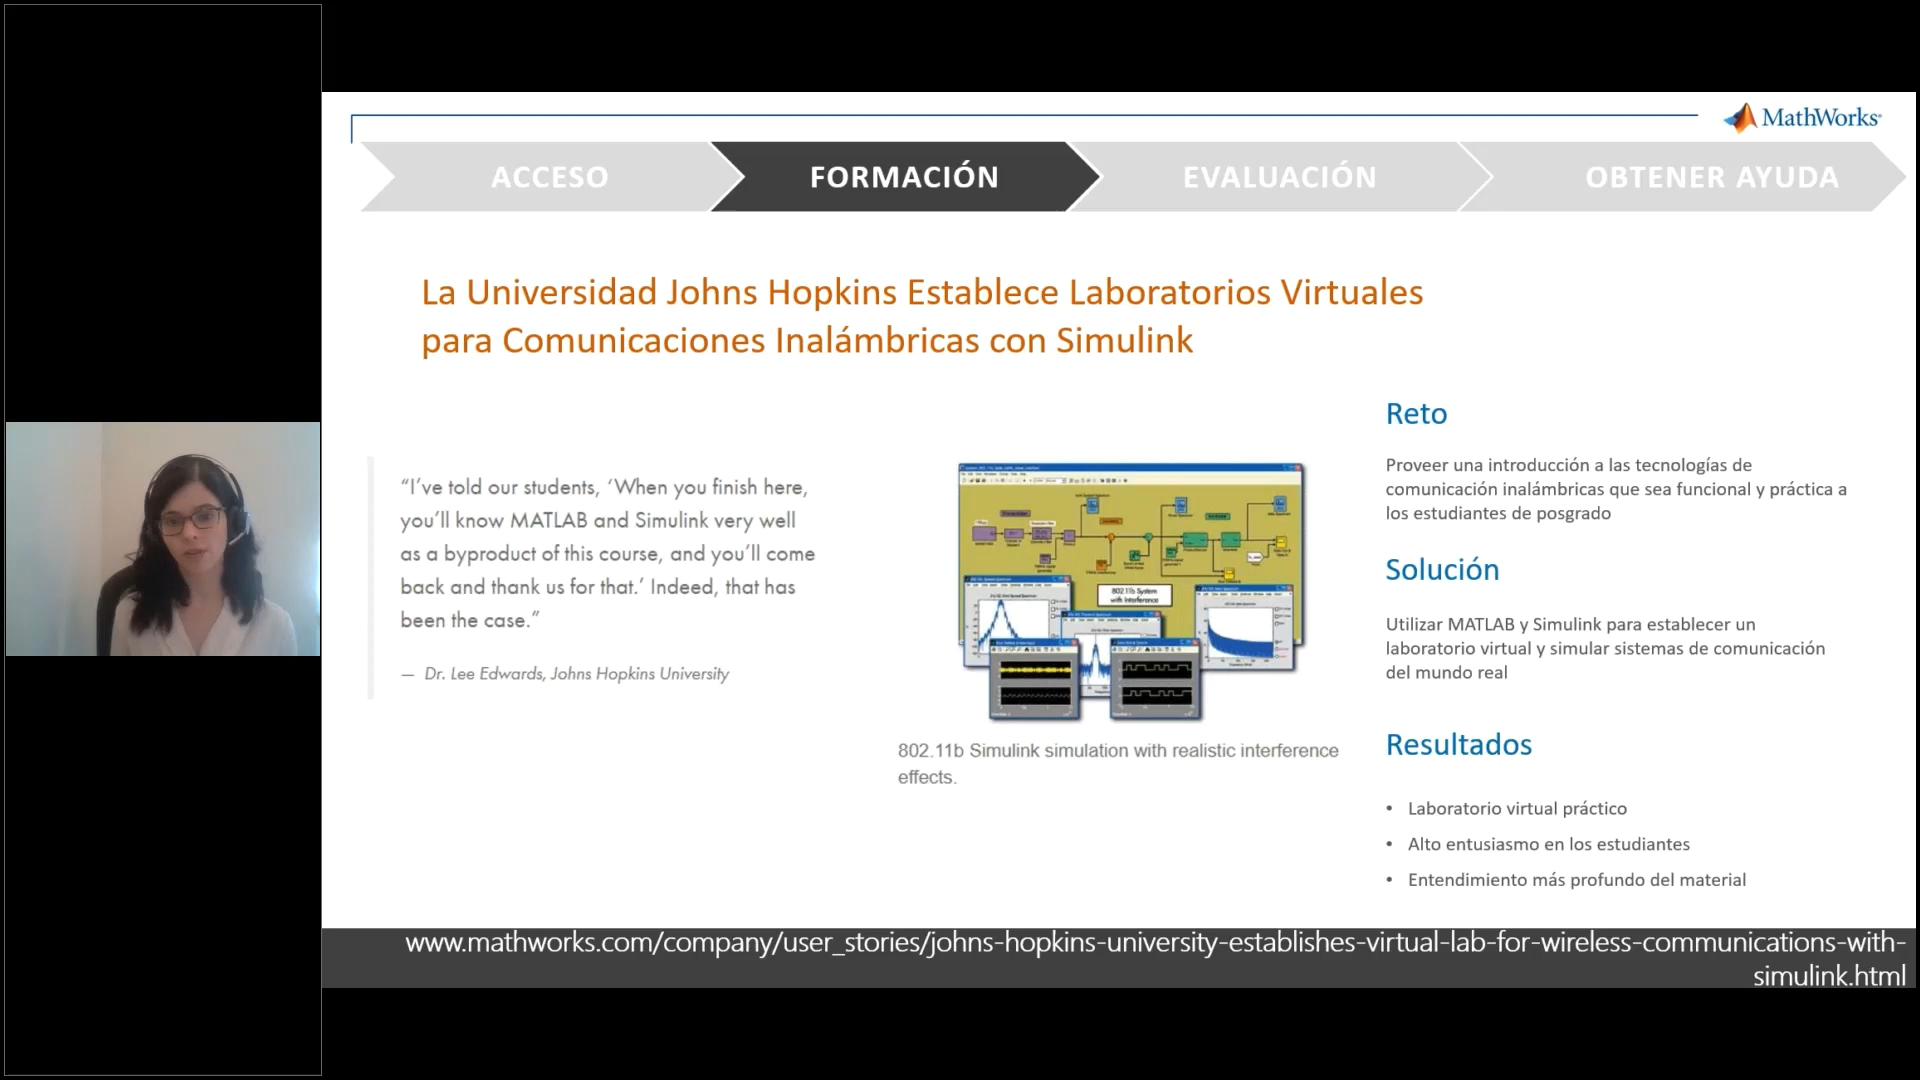 MathWorks®
ACCESO
FORMACIÓN
EVALUACIÓN
OBTENER AYUDA
La Universidad Johns Hopkins Establece Laboratorios Virtuales
para Comunicaciones Inalámbricas con Simulink
“I’ve told our students, ‘When you finish here,
you’ll know MATLAB and Simulink very well
as a byproduct of this course, and you’ll come
back and thank us for that.’ Indeed, that has
been the case.”
— Dr. Lee Edwards, Johns Hopkins University
802.11b System
with Interference
802.11b Simulink simulation with realistic interference
effects.
Reto
Proveer una introducción a las tecnologías de
comunicación inalámbricas que sea funcional y práctica a
los estudiantes de posgrado
Solución
Utilizar MATLAB y Simulink para establecer un
laboratorio virtual y simular sistemas de comunicación
del mundo real
Resultados
• Laboratorio virtual práctico
• Alto entusiasmo en los estudiantes
• Entendimiento más profundo del material
www.mathworks.com/company/user_stories/johns-hopkins-university-establishes-virtual-lab-for-wireless-communications-with-
simulink.html